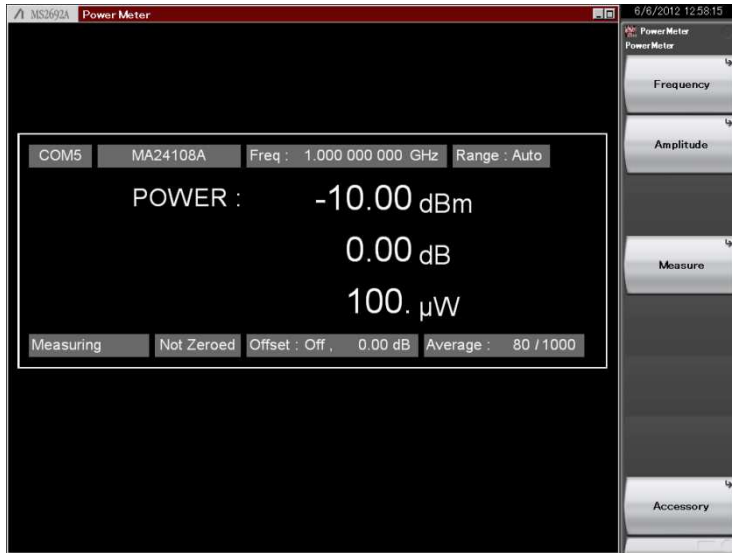 MS2692A Power Meter
6/6/2012 12:58:15
Power Meter
Power Meter
Frequency
Amplitude
COM5 MA24108A Freq : 1.000 000 000 GHz Range : Auto
POWER : -10.00 dBm
0.00 dB
100. µW
Measure
Measuring Not Zeroed Offset : Off , 0.00 dB Average : 80 / 1000
Accessory